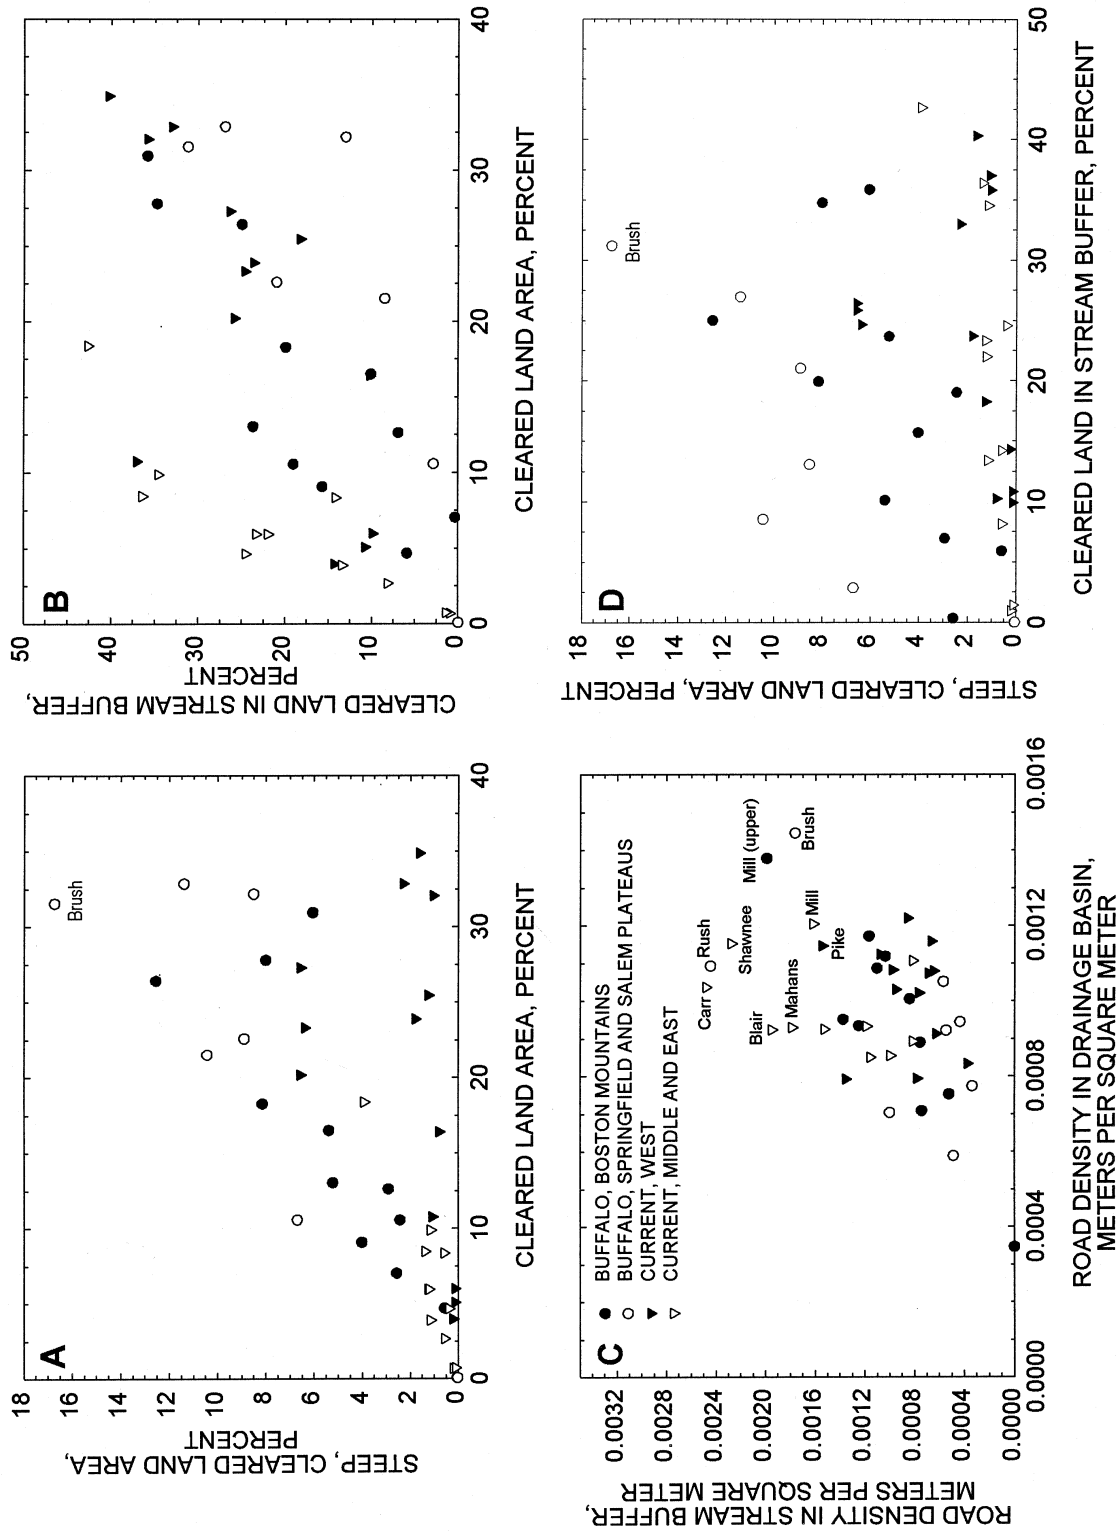 A
18
16
14
12
10
8
6
4
2
0
STEEP, CLEARED LAND AREA,
PERCENT
Brush
0
10
20
30
40
CLEARED LAND AREA, PERCENT
B
50
40
30
20
10
0
CLEARED LAND IN STREAM BUFFER,
PERCENT
0
10
20
30
40
CLEARED LAND AREA, PERCENT
C
0.0032
0.0028
0.0024
0.0020
0.0016
0.0012
0.0008
0.0004
0.0000
ROAD DENSITY IN STREAM BUFFER,
METERS PER SQUARE METER
BUFFALO, BOSTON MOUNTAINS
BUFFALO, SPRINGFIELD AND SALEM PLATEAUS
CURRENT, WEST
CURRENT, MIDDLE AND EAST
Carr
Rush
Shawnee
Blair
Mahans
Mill
Pike
Mill (upper)
Brush
0.0000
0.0004
0.0008
0.0012
0.0016
ROAD DENSITY IN DRAINAGE BASIN,
METERS PER SQUARE METER
D
18
16
14
12
10
8
6
4
2
0
STEEP, CLEARED LAND AREA, PERCENT
Brush
0
10
20
30
40
50
CLEARED LAND IN STREAM BUFFER, PERCENT